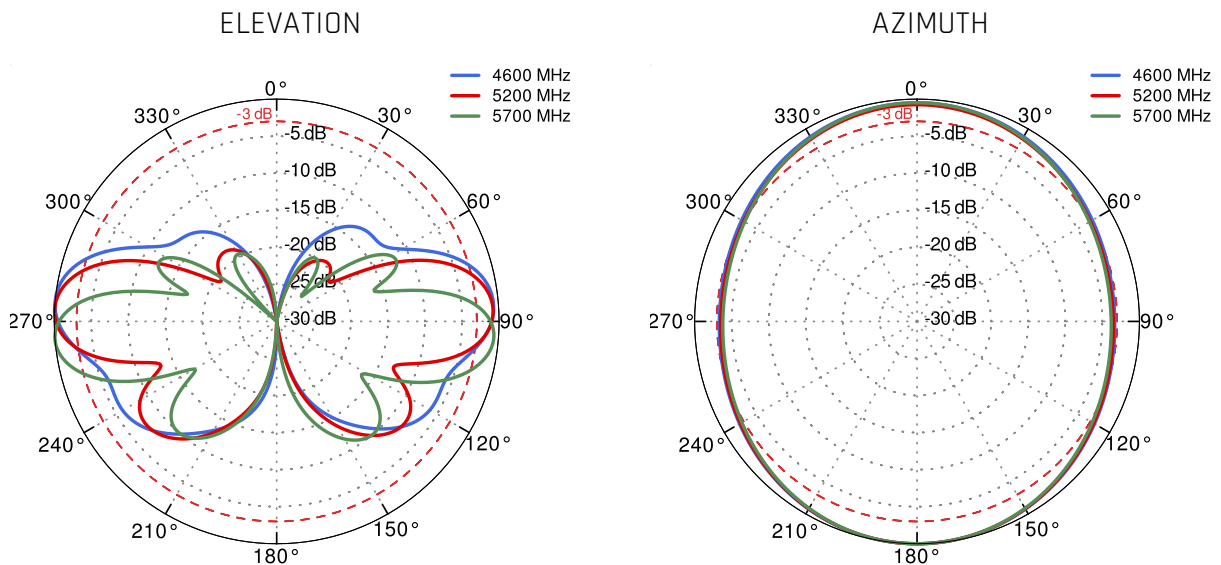 ELEVATION
4600 MHz
5200 MHz
5700 MHz
0°
30°
60°
90°
120°
150°
180°
210°
240°
270°
300°
330°
-3 dB
-5 dB
-10 dB
-15 dB
-20 dB
-25 dB
-30 dB
AZIMUTH
4600 MHz
5200 MHz
5700 MHz
0°
30°
60°
90°
120°
150°
180°
210°
240°
270°
300°
330°
-3 dB
-5 dB
-10 dB
-15 dB
-20 dB
-25 dB
-30 dB